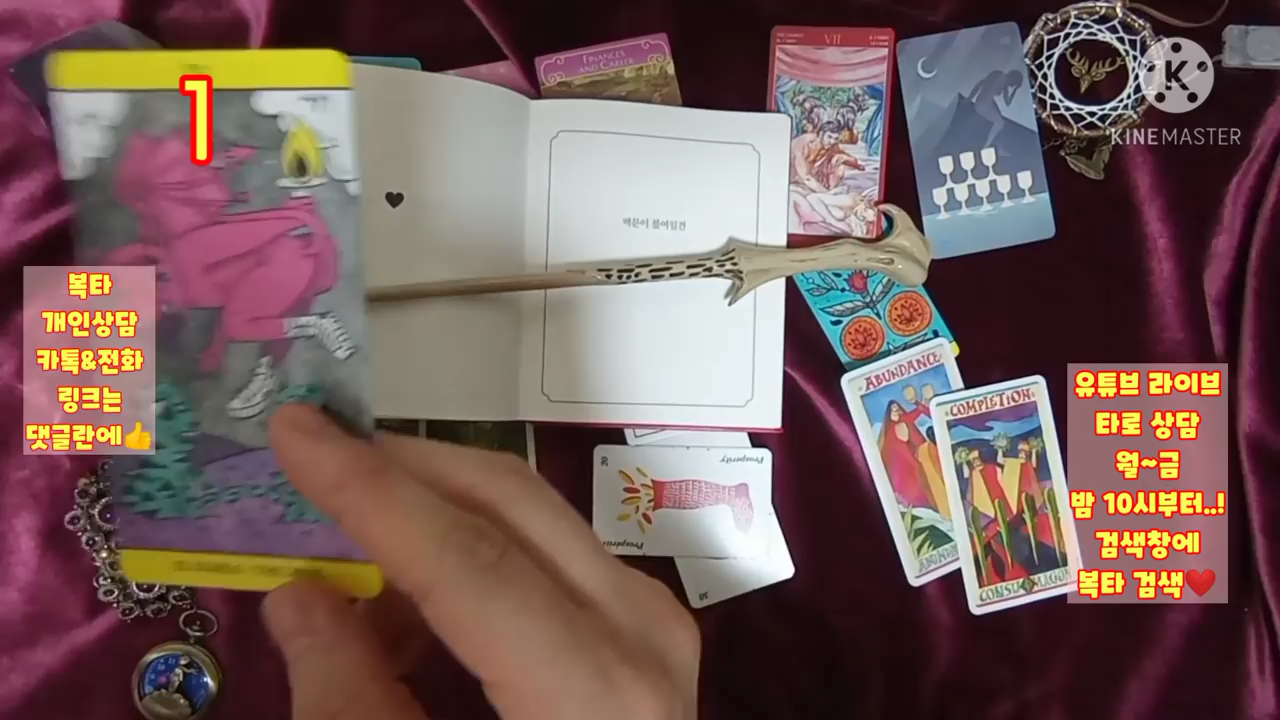 1
FINANCES
AND CAREER
VII
KINEMASTER
백문이 불여일견
복타
개인상담
카톡&전화
링크는
댓글란에👍
ABUNDANCE
COMPLETION
Prosperity
50
유튜브 라이브
타로 상담
월~금
밤 10시부터..!
검색창에
복타 검색❤️